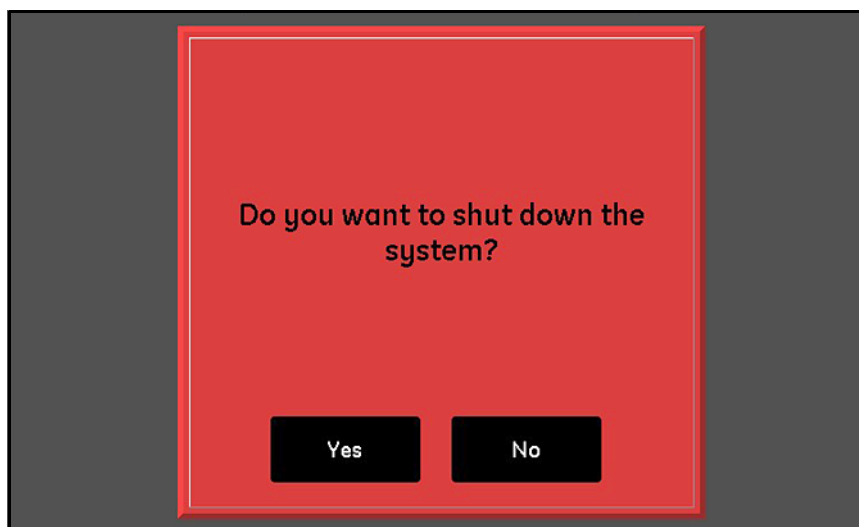 Do you want to shut down the
system?
Yes No